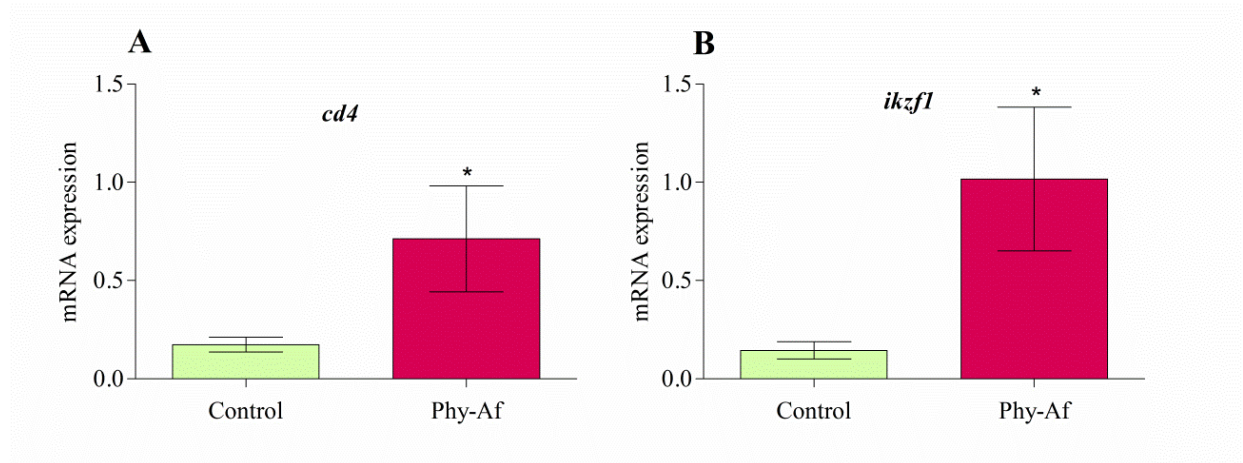 A
1.5
cd4
*
1.0
mRNA expression
0.5
0.0
Control
Phy-Af
B
1.5
*
ikzf1
1.0
mRNA expression
0.5
0.0
Control
Phy-Af